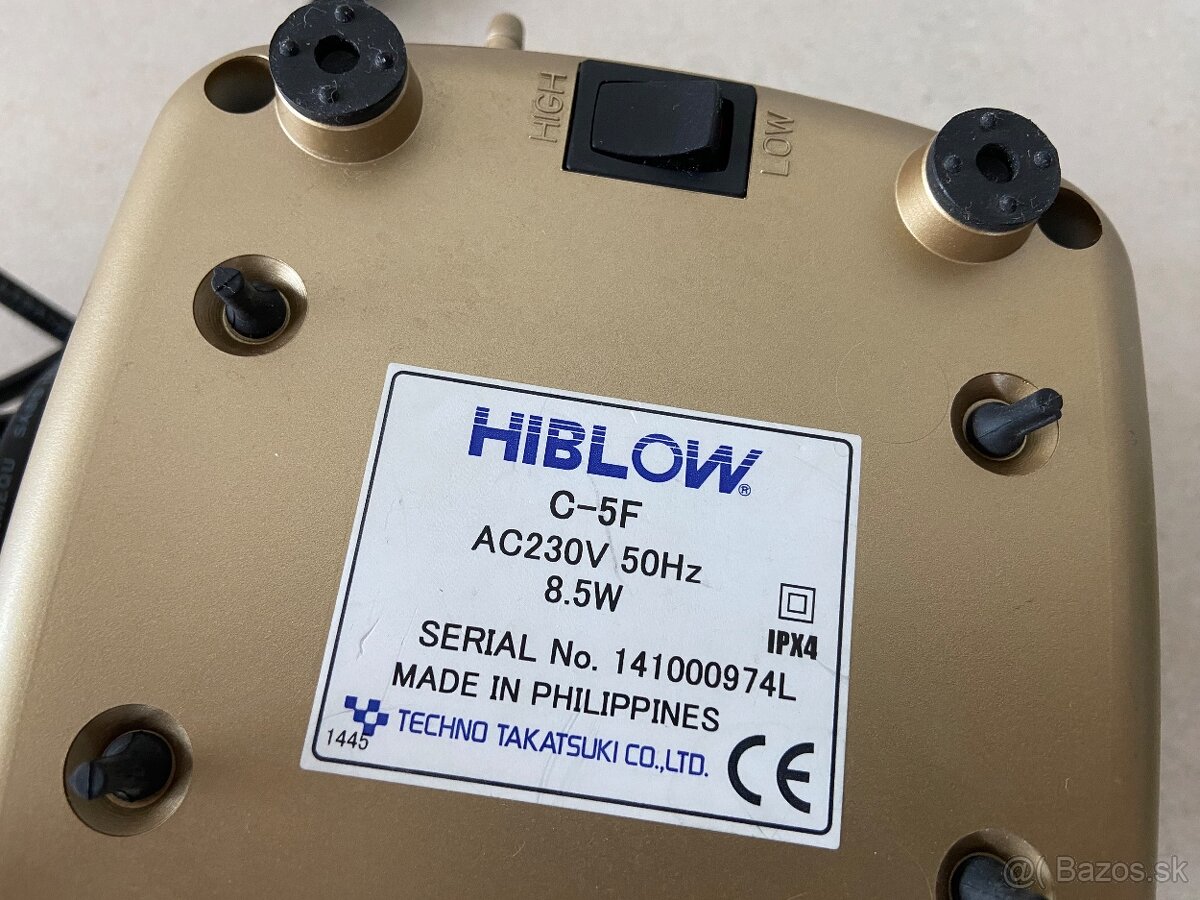 HIGH
LOW
HIBLOW®
C-5F
AC230V 50Hz
8.5W
IPX4
SERIAL No. 141000974L
MADE IN PHILIPPINES
TECHNO TAKATSUKI CO.,LTD.
1445
CE
@( Bazos.sk